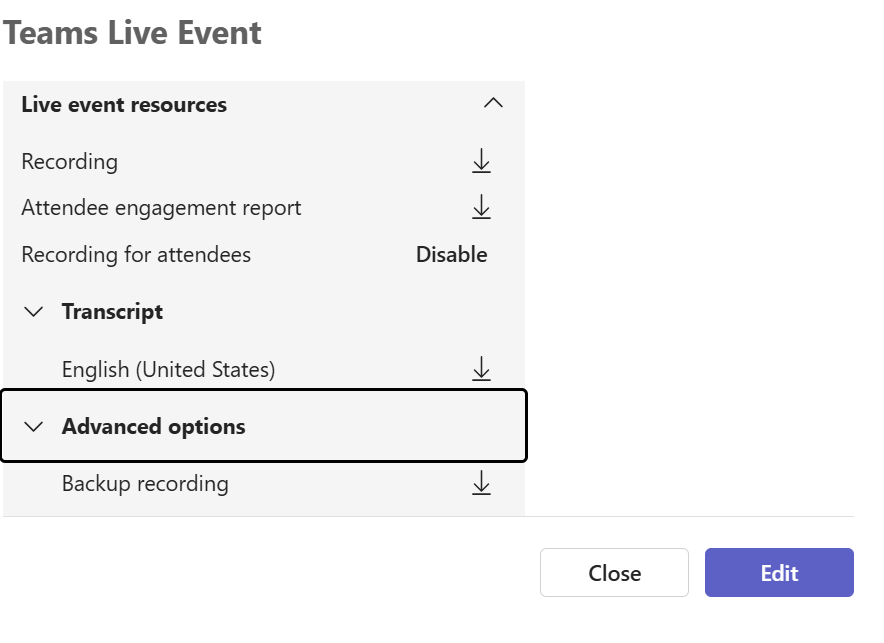 Teams Live Event
Live event resources
Recording
Attendee engagement report
Recording for attendees Disable
Transcript
English (United States)
Advanced options
Backup recording
Close Edit